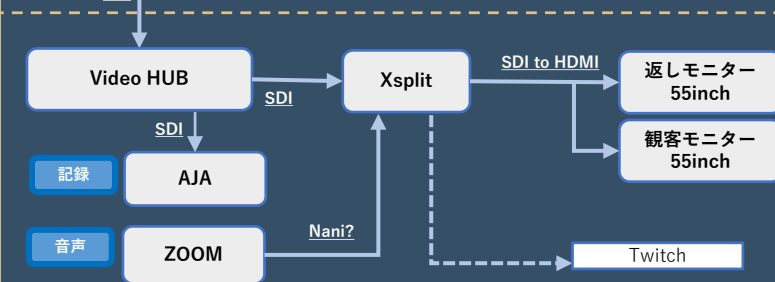 Video HUB
SDI
Xsplit
SDI to HDMI
返しモニター
55inch
観客モニター
55inch
SDI
記録
AJA
音声
ZOOM
Nani?
Twitch